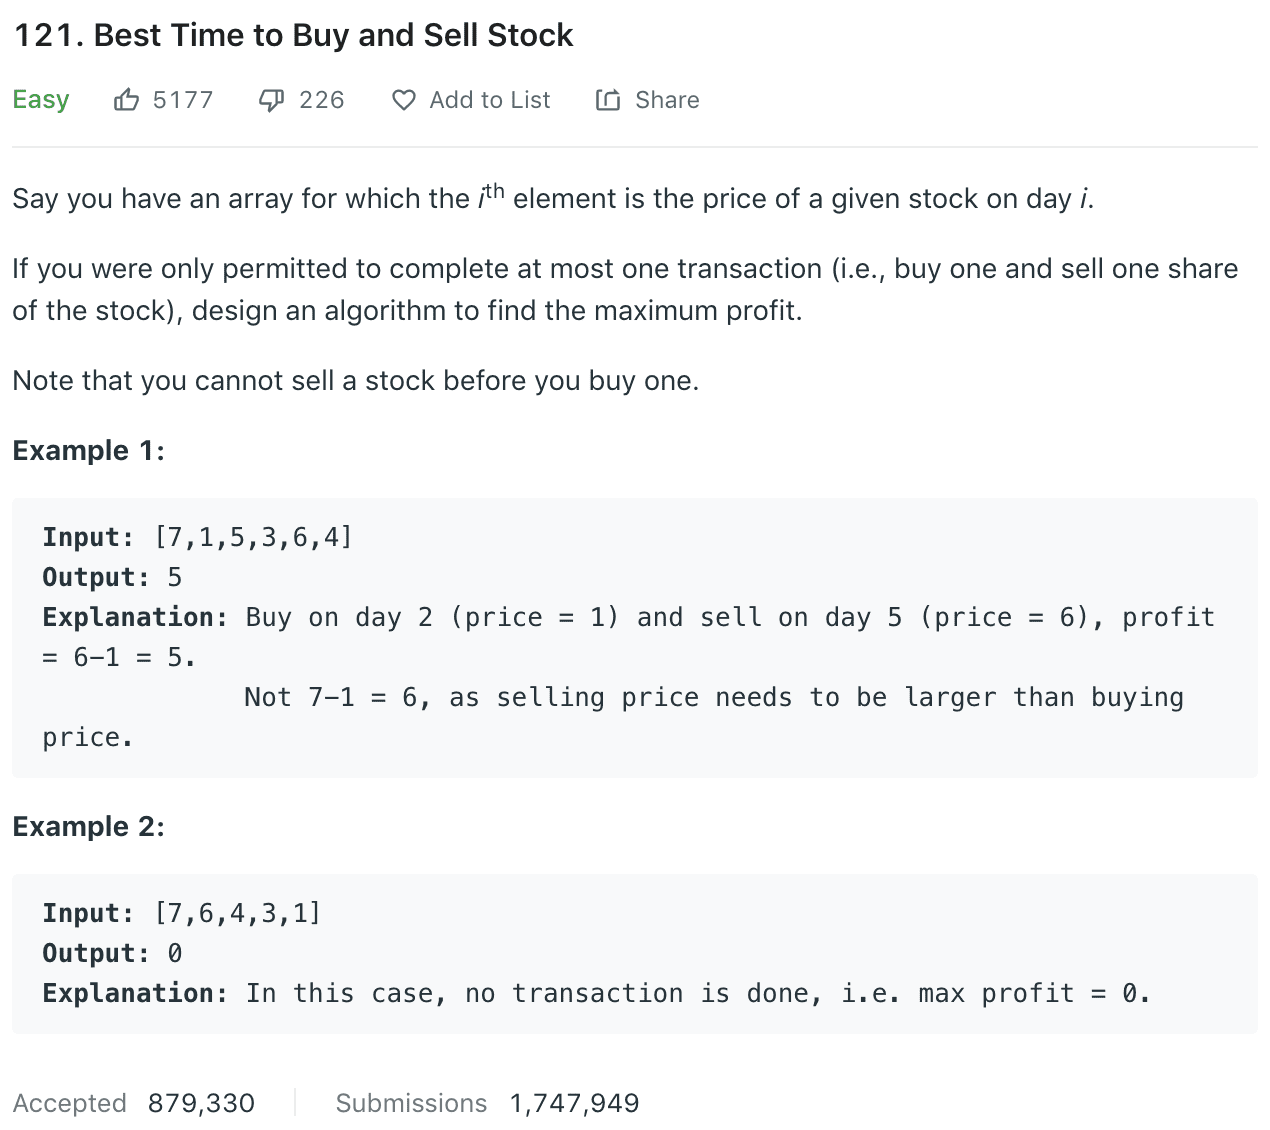 121. Best Time to Buy and Sell Stock
Easy 5177 226 Add to List Share
Say you have an array for which the ith element is the price of a given stock on day i.
If you were only permitted to complete at most one transaction (i.e., buy one and sell one share
of the stock), design an algorithm to find the maximum profit.
Note that you cannot sell a stock before you buy one.
Example 1:
Input: [7,1,5,3,6,4]
Output: 5
Explanation: Buy on day 2 (price = 1) and sell on day 5 (price = 6), profit
= 6-1 = 5.
Not 7-1 = 6, as selling price needs to be larger than buying
price.
Example 2:
Input: [7,6,4,3,1]
Output: 0
Explanation: In this case, no transaction is done, i.e. max profit = 0.
Accepted 879,330 Submissions 1,747,949